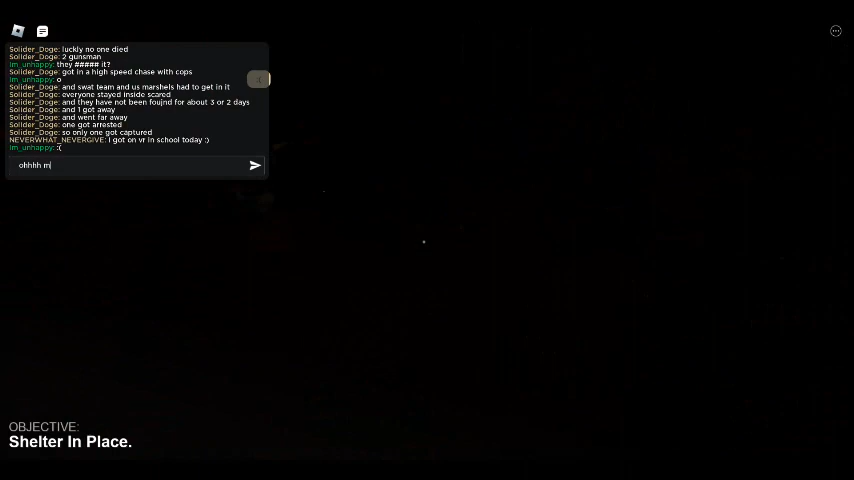 Solider_Doge: luckly no one died
Solider_Doge: 2 gunsman
Im_unhappy: they ##### it?
Solider_Doge: got in a high speed chase with cops
Im_unhappy: o
Solider_Doge: and swat team and us marshels had to get in it
Solider_Doge: everyone stayed inside scared
Solider_Doge: and they have not been foujnd for about 3 or 2 days
Solider_Doge: and 1 got away
Solider_Doge: and went far away
Solider_Doge: one got arrested
Solider_Doge: so only one got captured
NEVERWHAT_NEVERGIVE: i got on vr in school today :)
Im_unhappy: :(
ohhhh m
OBJECTIVE:
Shelter In Place.